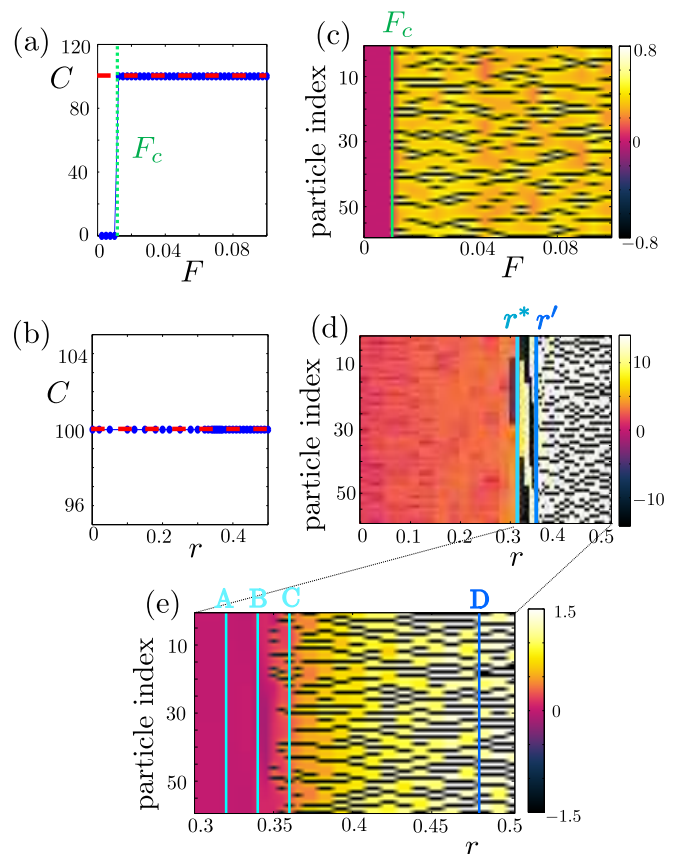 (a)
120
C
80
40
0
F_c
0 0.04 0.08
F
(c)
F_c
particle index
10
30
50
0 0.04 0.08
F
0.8
0
−0.8
(b)
104
C
100
96
0 0.2 0.4
r
(d)
r* r′
particle index
10
30
50
0 0.1 0.2 0.3 0.4 0.5
r
10
0
−10
(e)
A B C D
particle index
10
30
50
0.3 0.35 0.4 0.45 0.5
r
1.5
0
−1.5